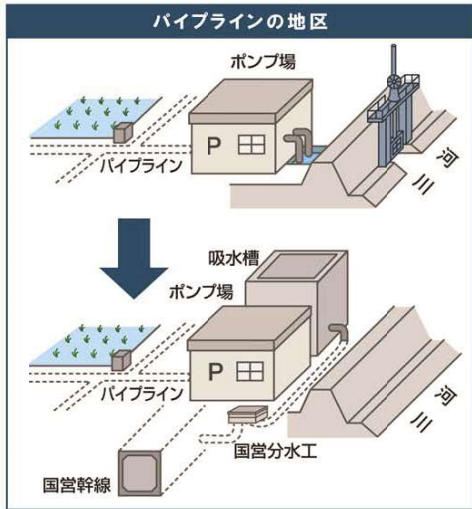 パイプラインの地区
ポンプ場
P
パイプライン
河川
吸水槽
ポンプ場
P
パイプライン
河川
国営分水工
国営幹線